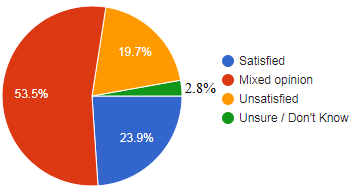 19.7%
53.5%
2.8%
23.9%
Satisfied
Mixed opinion
Unsatisfied
Unsure / Don't Know